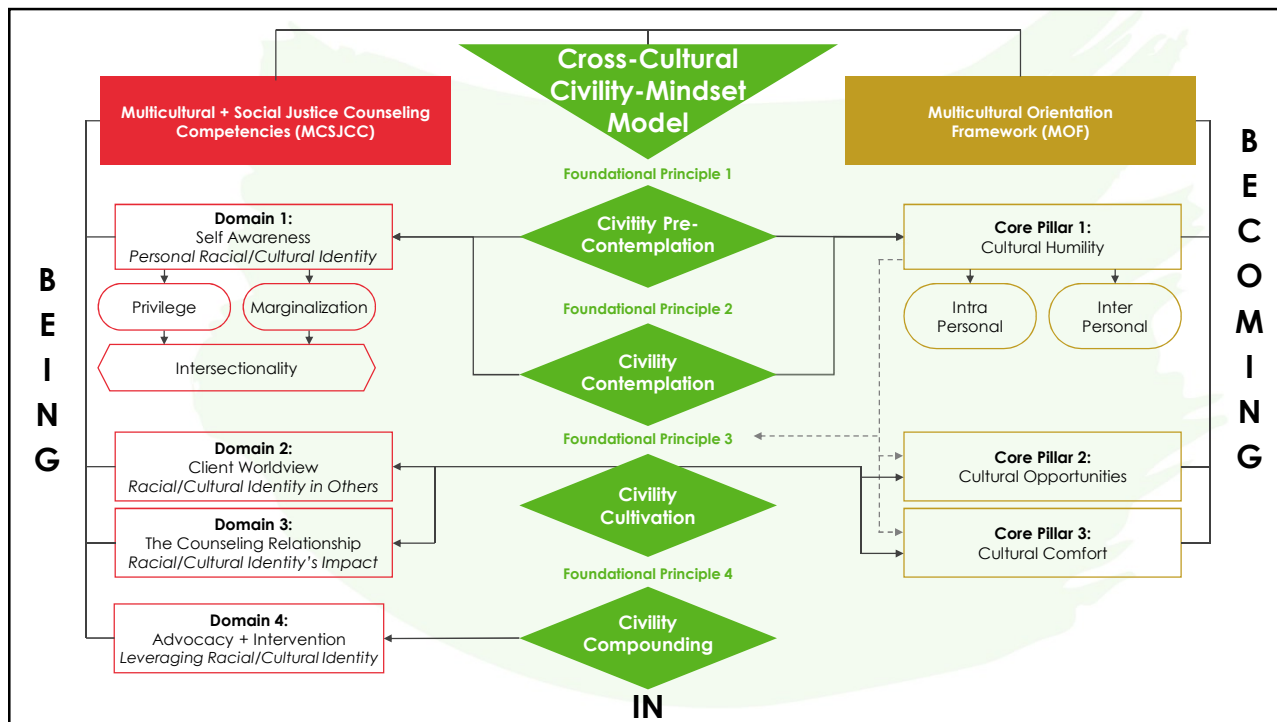 Cross-Cultural
Civility-Mindset
Model
Multicultural + Social Justice Counseling
Competencies (MCSJCC)
Multicultural Orientation
Framework (MOF)
BEING
BECOMING
Foundational Principle 1
Civitity Pre-
Contemplation
Domain 1:
Self Awareness
Personal Racial/Cultural Identity
Privilege
Marginalization
Intersectionality
Core Pillar 1:
Cultural Humility
Intra
Personal
Inter
Personal
Foundational Principle 2
Civility
Contemplation
Foundational Principle 3
Civility
Cultivation
Domain 2:
Client Worldview
Racial/Cultural Identity in Others
Domain 3:
The Counseling Relationship
Racial/Cultural Identity's Impact
Core Pillar 2:
Cultural Opportunities
Core Pillar 3:
Cultural Comfort
Foundational Principle 4
Civility
Compounding
Domain 4:
Advocacy + Intervention
Leveraging Racial/Cultural Identity
IN